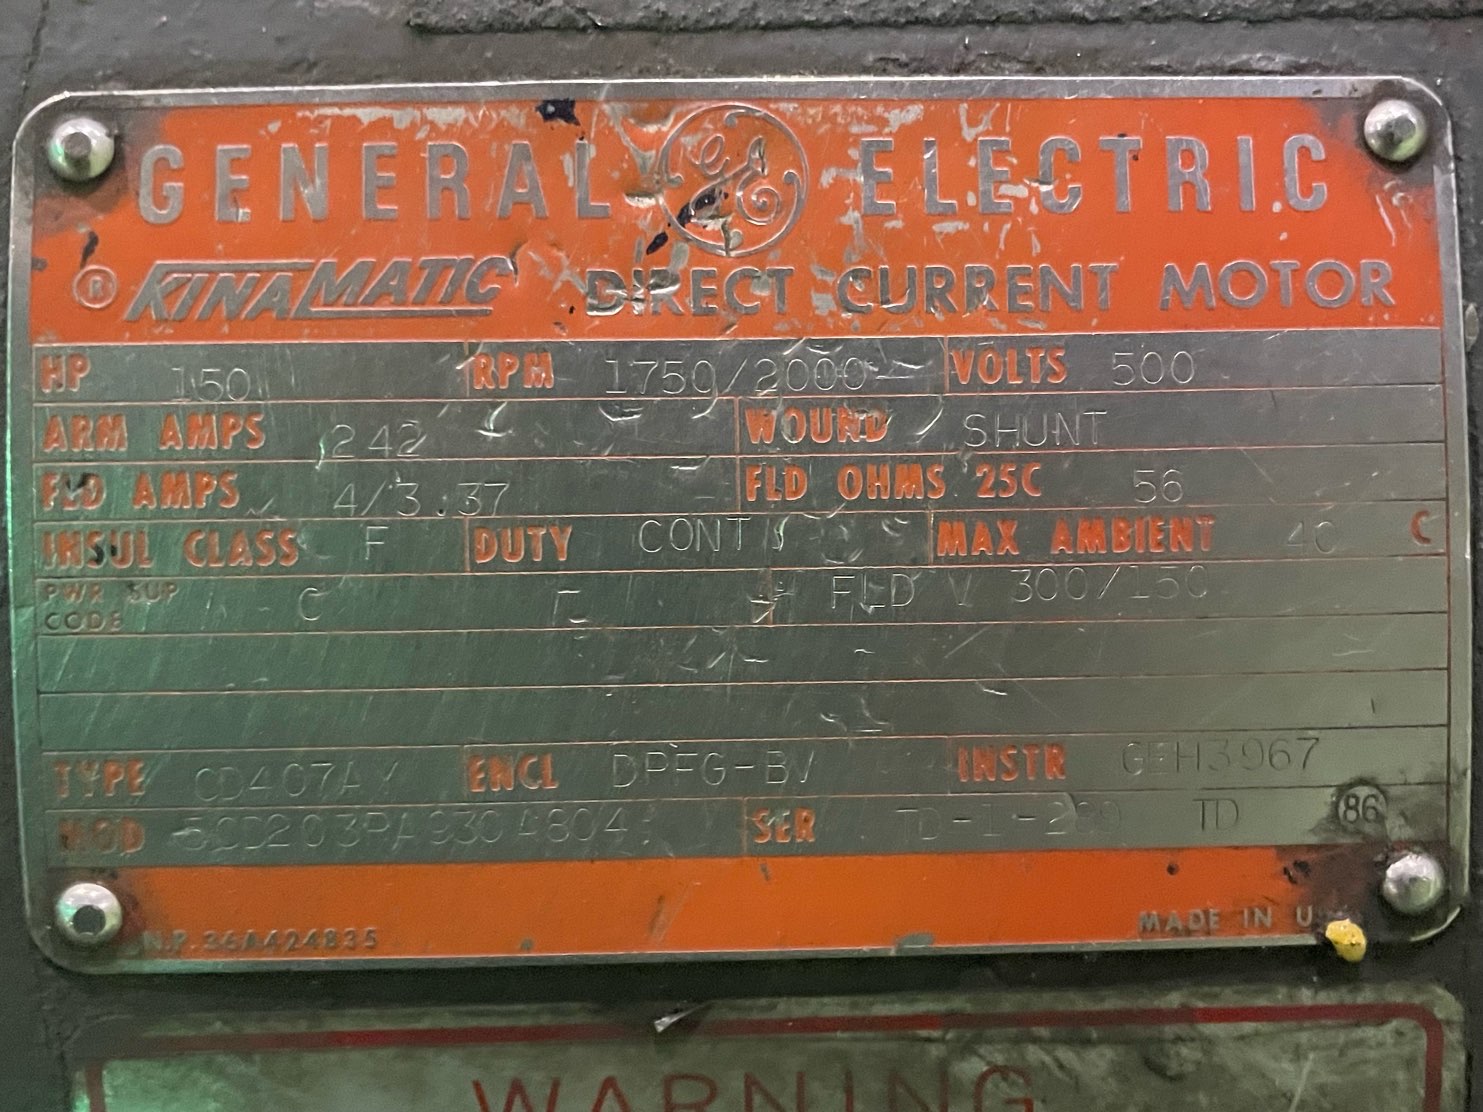 GENERAL GE ELECTRIC
® KINAMATIC DIRECT CURRENT MOTOR
HP 150 RPM 1750/2000 VOLTS 500
ARM AMPS 242 WOUND SHUNT
FLD AMPS 4/3.37 FLD OHMS 25C 56
INSUL CLASS F DUTY CONT MAX AMBIENT 40 C
PWR SUP CODE C FLD V 300/150
TYPE ENCL DPFG-BV INSTR GEH3967
MOD SER TD 86
N.P. 36A424835 MADE IN
WARNING